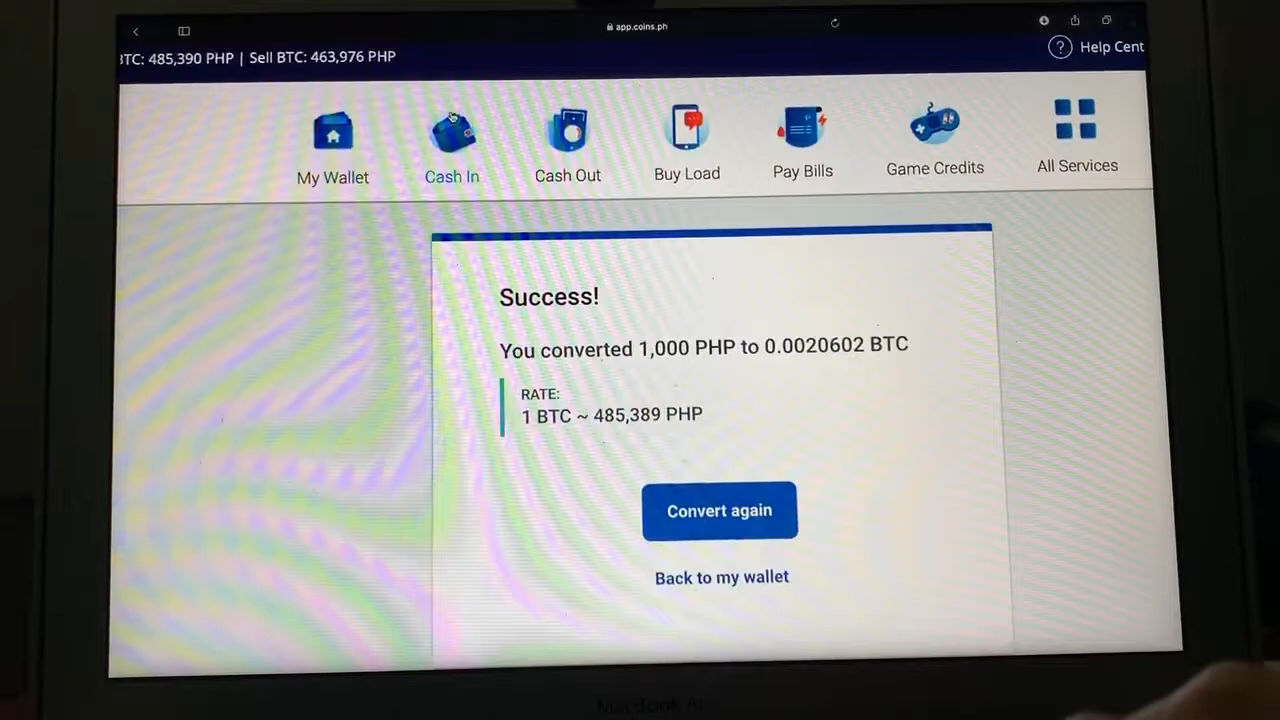 app.coins.ph
TC: 485,390 PHP | Sell BTC: 463,976 PHP
? Help Cent
My Wallet
Cash In
Cash Out
Buy Load
Pay Bills
Game Credits
All Services
Success!
You converted 1,000 PHP to 0.0020602 BTC
RATE:
1 BTC ~ 485,389 PHP
Convert again
Back to my wallet
MacBook Ai